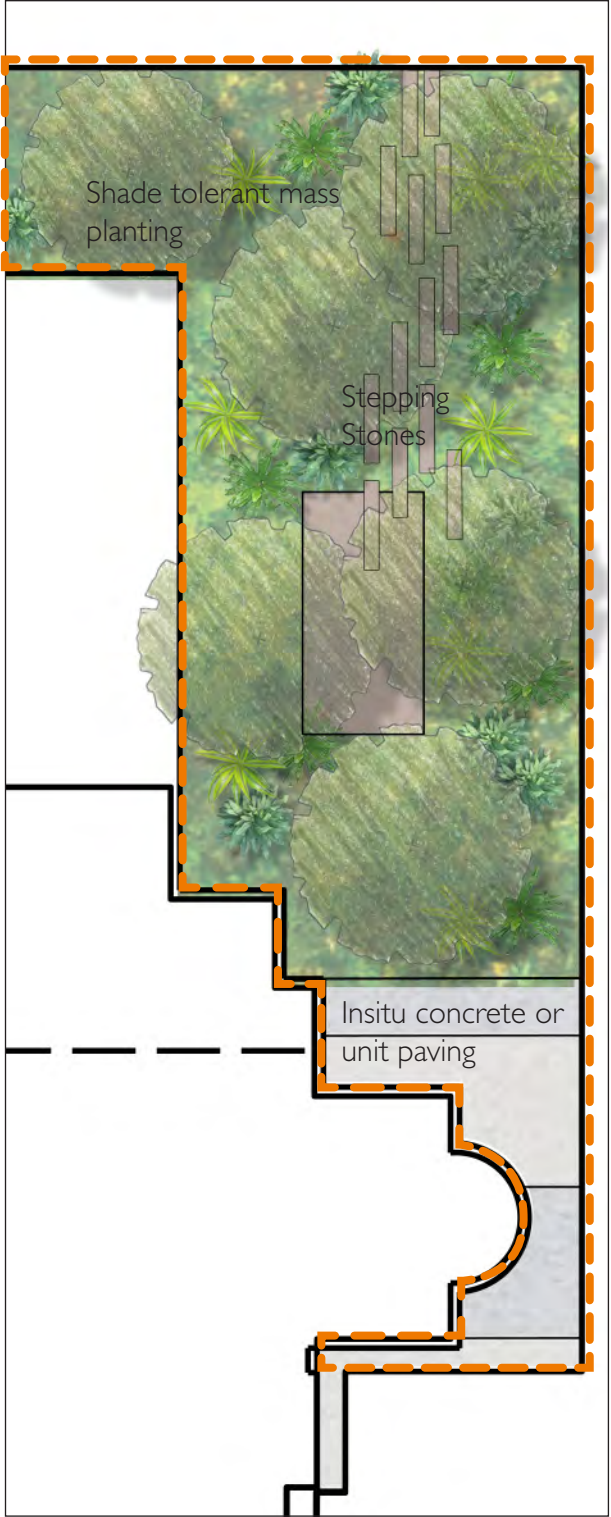 Shade tolerant mass
planting
Stepping
Stones
Insitu concrete or
unit paving